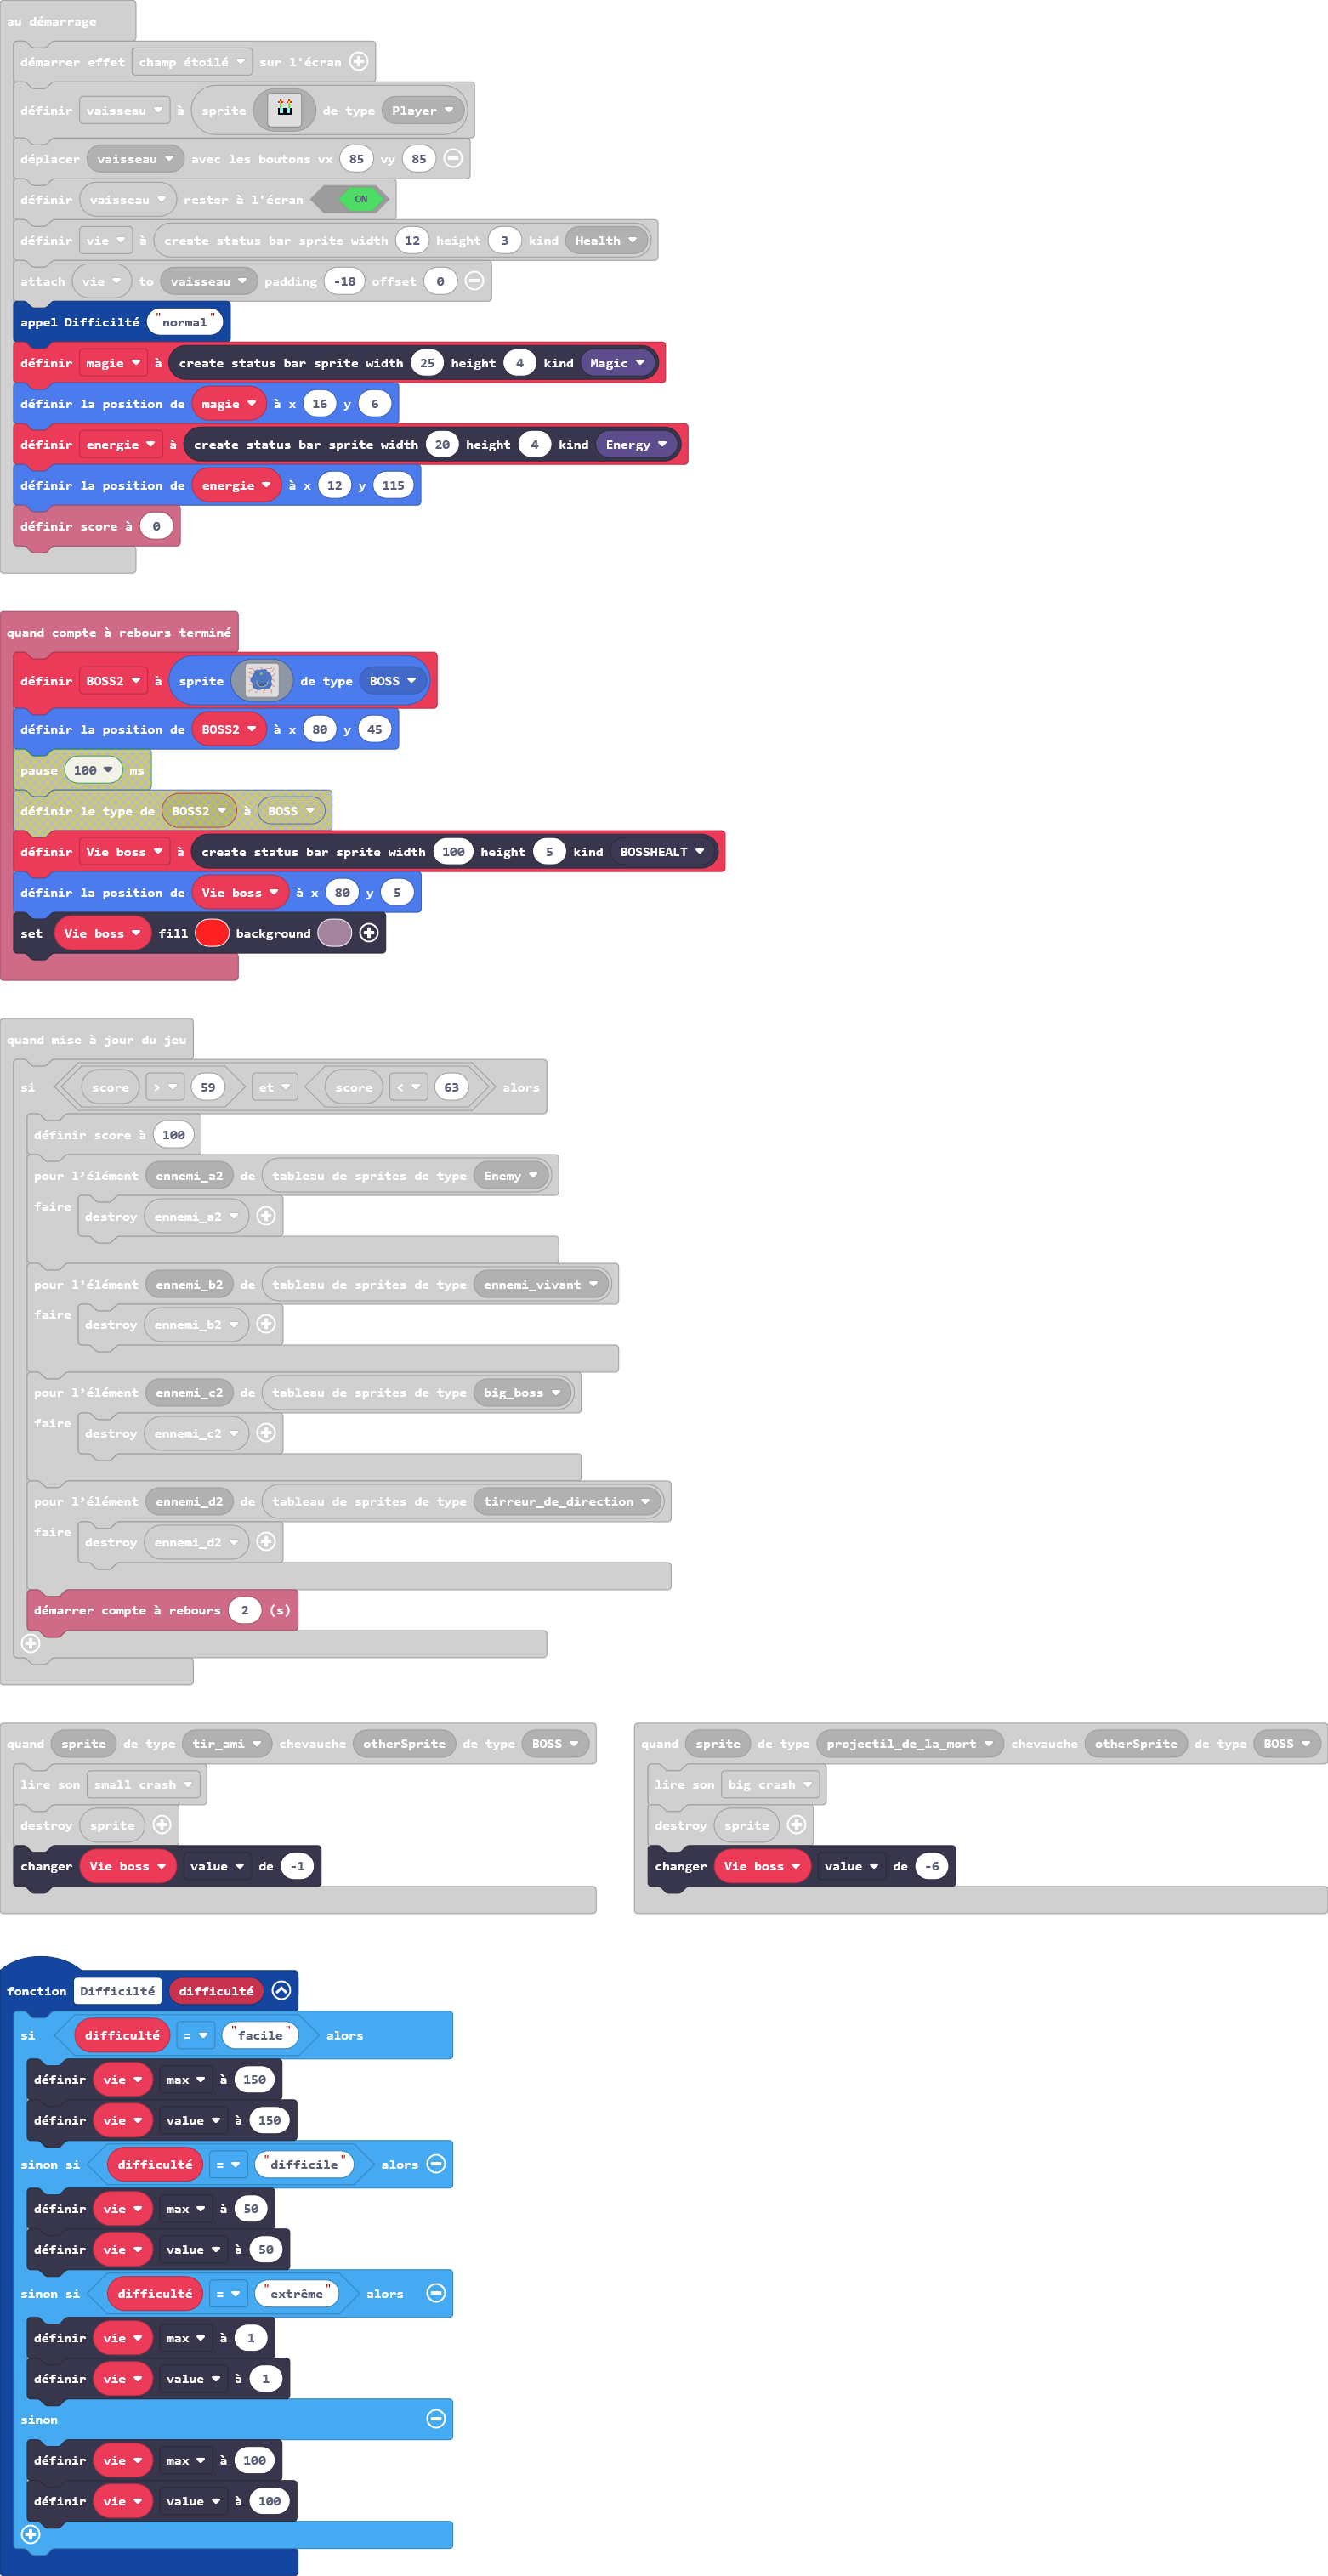 au démarrage
démarrer effet champ étoilé sur l'écran
définir vaisseau à sprite de type Player
déplacer vaisseau avec les boutons vx 85 vy 85
définir vaisseau rester à l'écran ON
définir vie à create status bar sprite width 12 height 3 kind Health
attach vie to vaisseau padding -18 offset 0
appel Difficilté "normal"
définir magie à create status bar sprite width 25 height 4 kind Magic
définir la position de magie à x 16 y 6
définir energie à create status bar sprite width 20 height 4 kind Energy
définir la position de energie à x 12 y 115
définir score à 0
quand compte à rebours terminé
définir BOSS2 à sprite de type BOSS
définir la position de BOSS2 à x 80 y 45
pause 100 ms
définir le type de BOSS2 à BOSS
définir Vie boss à create status bar sprite width 100 height 5 kind BOSSHEALT
définir la position de Vie boss à x 80 y 5
set Vie boss fill background
quand mise à jour du jeu
si score > 59 et score < 63 alors
définir score à 100
pour l'élément ennemi_a2 de tableau de sprites de type Enemy
faire destroy ennemi_a2
pour l'élément ennemi_b2 de tableau de sprites de type ennemi_vivant
faire destroy ennemi_b2
pour l'élément ennemi_c2 de tableau de sprites de type big_boss
faire destroy ennemi_c2
pour l'élément ennemi_d2 de tableau de sprites de type tirreur_de_direction
faire destroy ennemi_d2
démarrer compte à rebours 2 (s)
quand sprite de type tir_ami chevauche otherSprite de type BOSS
lire son small crash
destroy sprite
changer Vie boss value de -1
quand sprite de type projectil_de_la_mort chevauche otherSprite de type BOSS
lire son big crash
destroy sprite
changer Vie boss value de -6
fonction Difficilté difficulté
si difficulté = "facile" alors
définir vie max à 150
définir vie value à 150
sinon si difficulté = "difficile" alors
définir vie max à 50
définir vie value à 50
sinon si difficulté = "extrême" alors
définir vie max à 1
définir vie value à 1
sinon
définir vie max à 100
définir vie value à 100